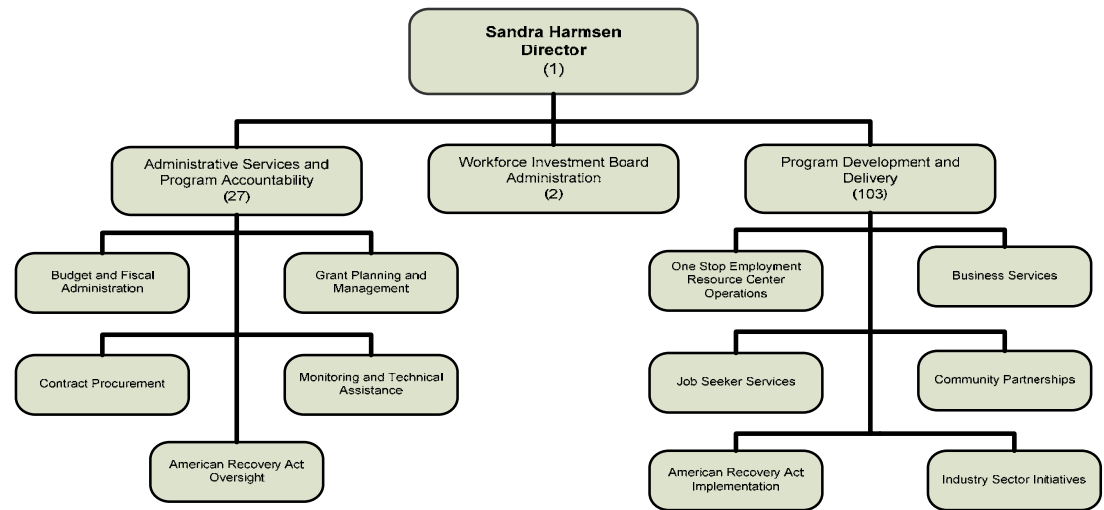 Sandra Harmsen
Director
(1)
Administrative Services and
Program Accountability
(27)
Workforce Investment Board
Administration
(2)
Program Development and
Delivery
(103)
Budget and Fiscal
Administration
Grant Planning and
Management
One Stop Employment
Resource Center
Operations
Business Services
Contract Procurement
Monitoring and Technical
Assistance
Job Seeker Services
Community Partnerships
American Recovery Act
Oversight
American Recovery Act
Implementation
Industry Sector Initiatives